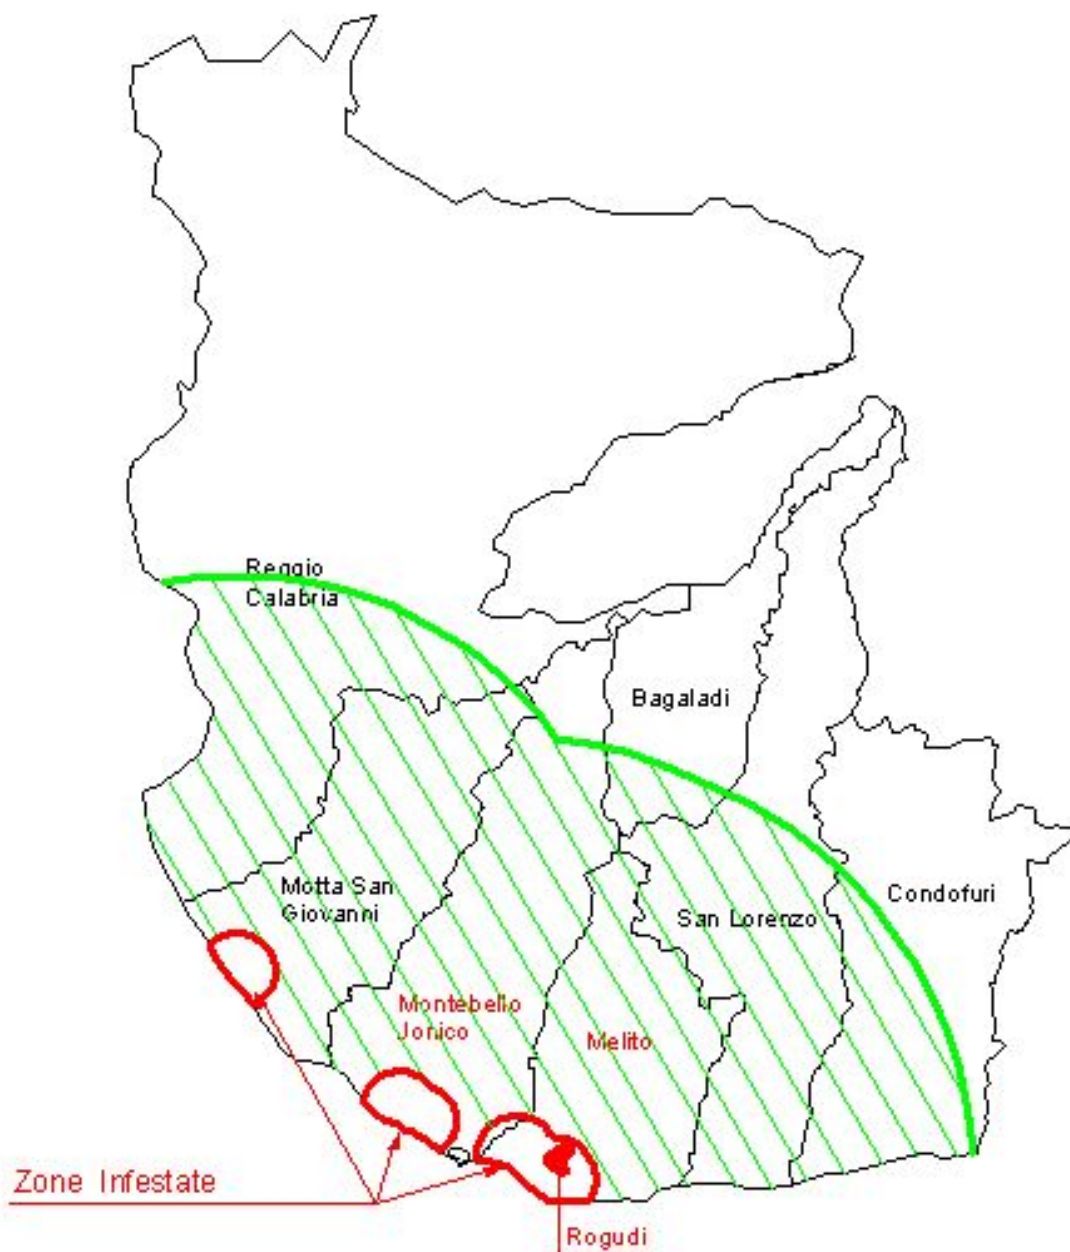 Reggio
Calabria
Bagaladi
Motta San
Giovanni
Condofuri
San Lorenzo
Montebello
Jonico
Melito
Zone Infestate
Rogudi